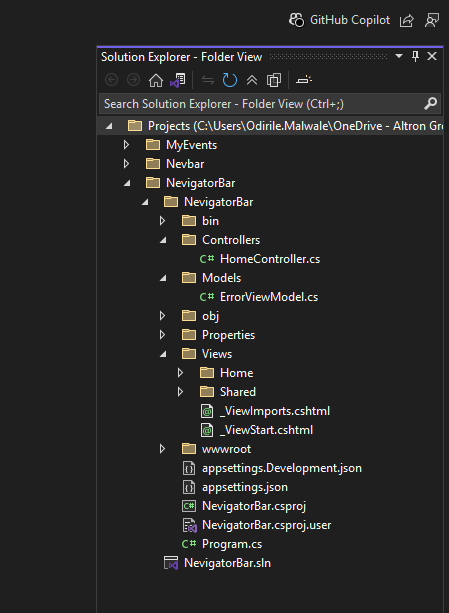 GitHub Copilot
Solution Explorer - Folder View
Search Solution Explorer - Folder View (Ctrl+;)
Projects (C:\Users\Odirile.Malwale\OneDrive - Altron Gr
MyEvents
Nevbar
NevigatorBar
NevigatorBar
bin
Controllers
C# HomeController.cs
Models
C# ErrorViewModel.cs
obj
Properties
Views
Home
Shared
_ViewImports.cshtml
_ViewStart.cshtml
wwwroot
appsettings.Development.json
appsettings.json
NevigatorBar.csproj
NevigatorBar.csproj.user
C# Program.cs
NevigatorBar.sln